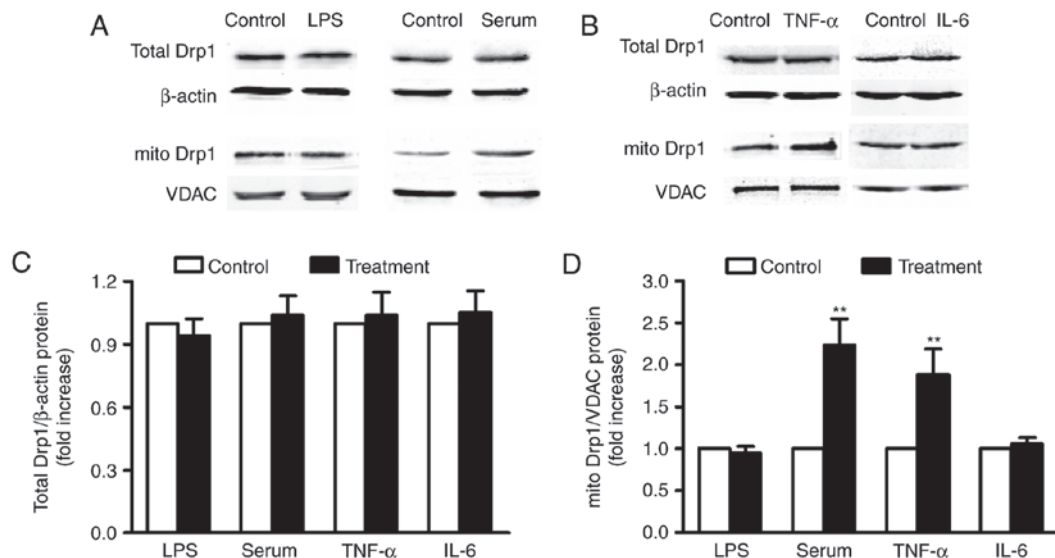 A
Control LPS Control Serum
Total Drp1
β-actin
mito Drp1
VDAC
B
Control TNF-α Control IL-6
Total Drp1
β-actin
mito Drp1
VDAC
C
Control Treatment
Total Drp1/β-actin protein
(fold increase)
1.2
0.9
0.6
0.3
0.0
LPS Serum TNF-α IL-6
D
Control Treatment
mito Drp1/VDAC protein
(fold increase)
3.0
2.5
2.0
1.5
1.0
0.5
0.0
**
**
LPS Serum TNF-α IL-6